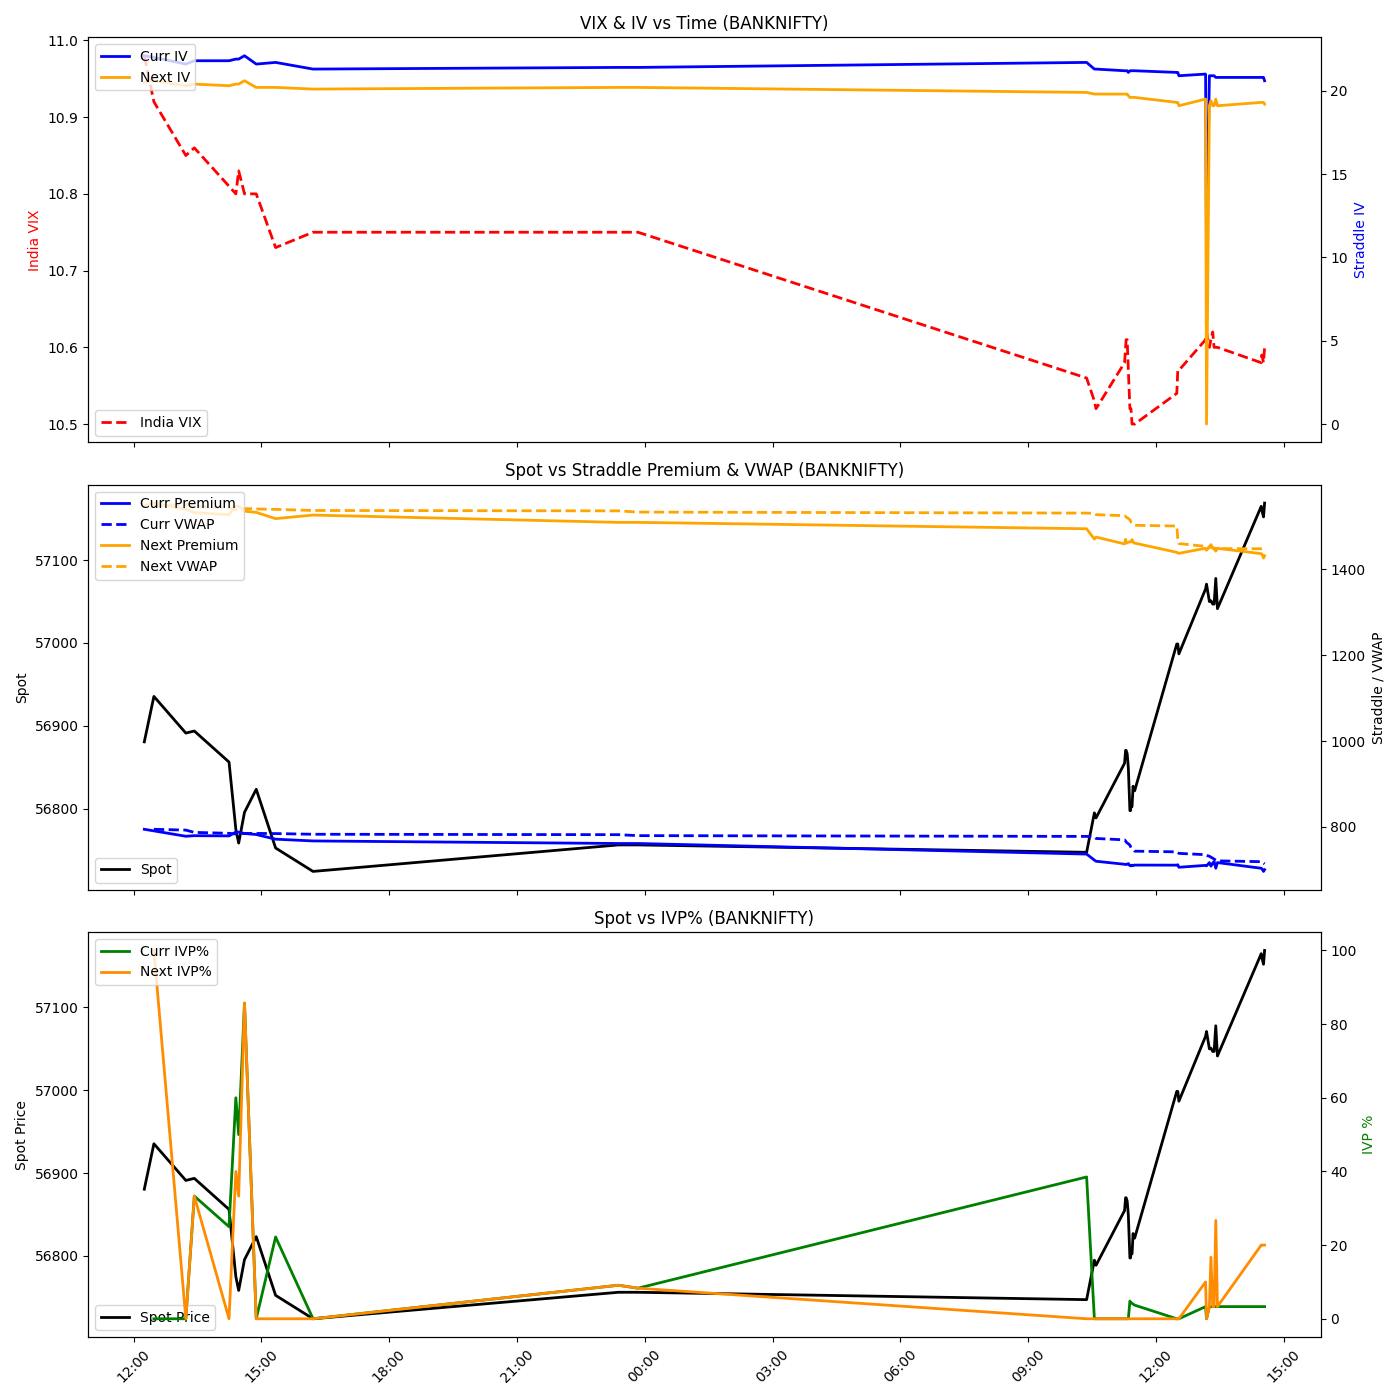 VIX & IV vs Time (BANKNIFTY)
Curr IV
Next IV
India VIX
India VIX
Straddle IV
11.0
10.9
10.8
10.7
10.6
10.5
20
15
10
5
0
Spot vs Straddle Premium & VWAP (BANKNIFTY)
Curr Premium
Curr VWAP
Next Premium
Next VWAP
Spot
Spot
Straddle / VWAP
57100
57000
56900
56800
1400
1200
1000
800
Spot vs IVP% (BANKNIFTY)
Curr IVP%
Next IVP%
Spot Price
Spot Price
IVP %
57100
57000
56900
56800
100
80
60
40
20
0
12:00
15:00
18:00
21:00
00:00
03:00
06:00
09:00
12:00
15:00